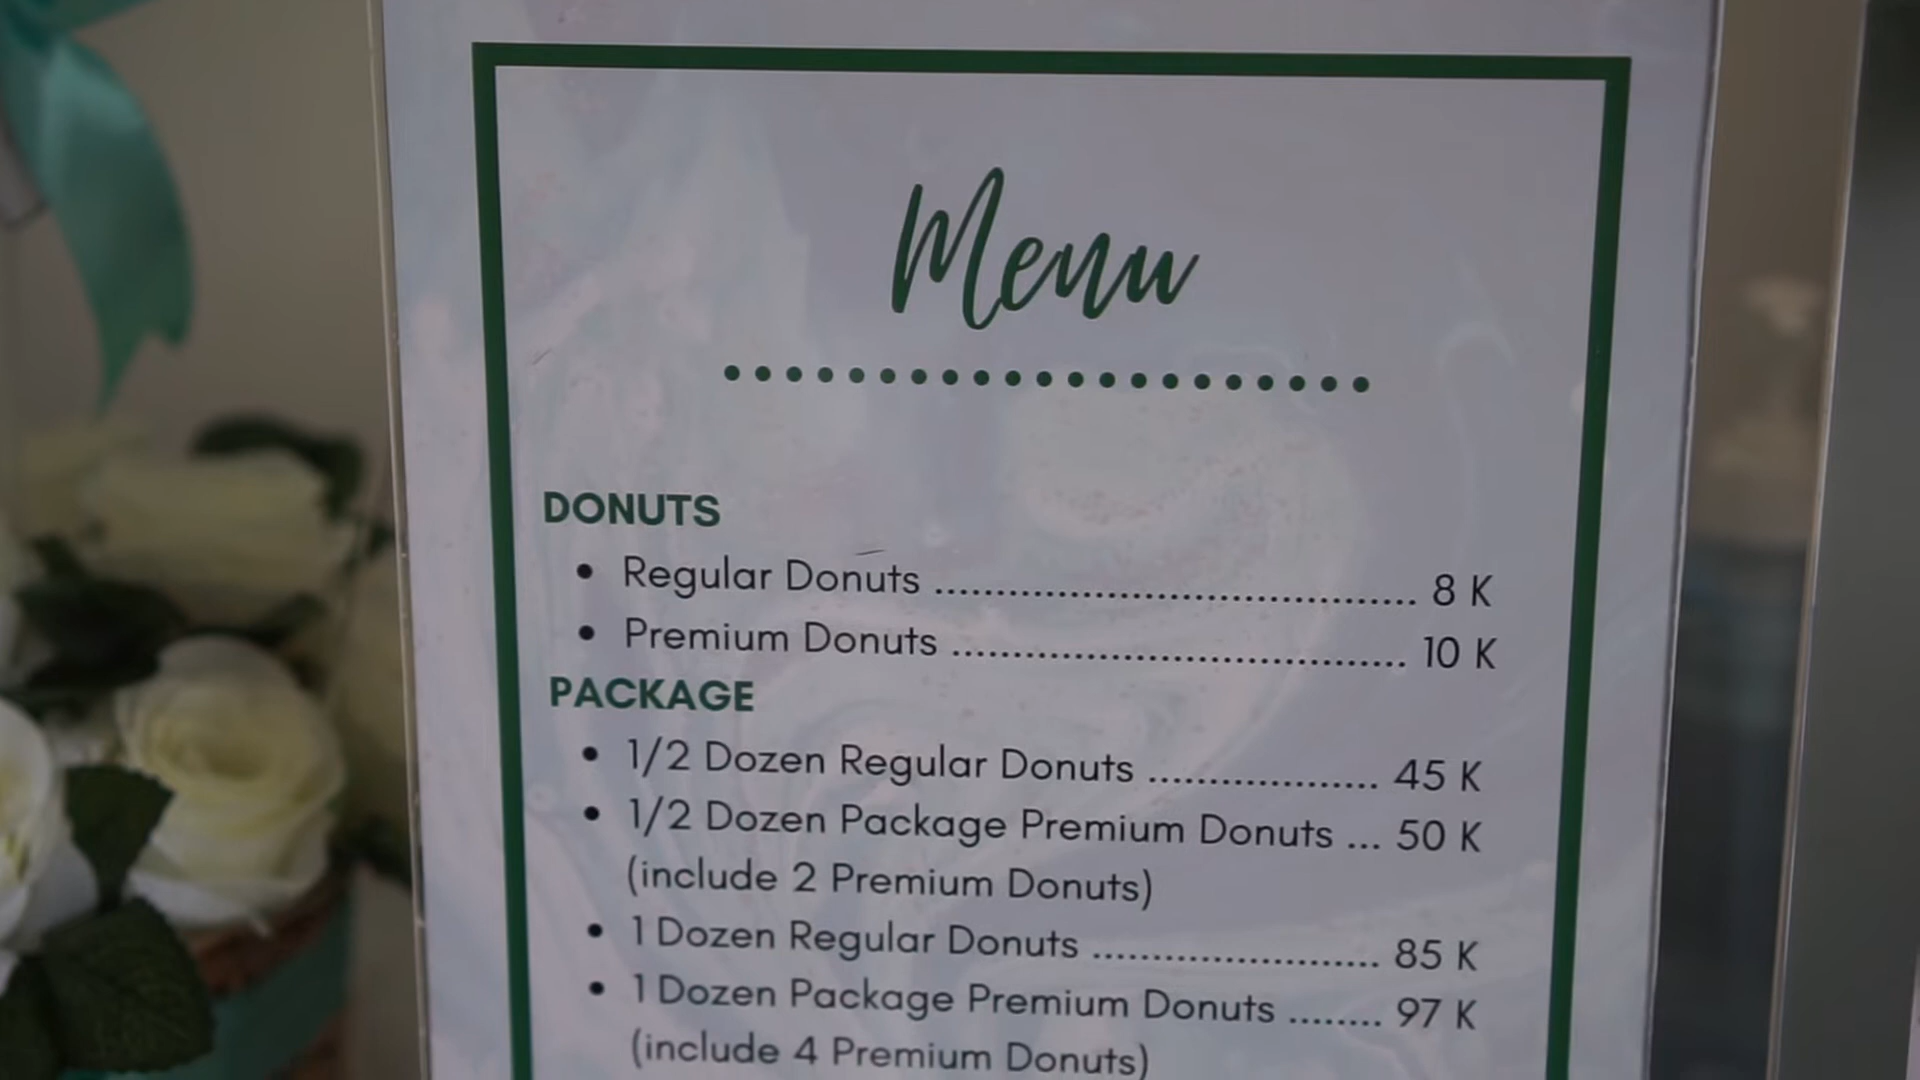 Menu
DONUTS
• Regular Donuts ........................................ 8 K
• Premium Donuts ...................................... 10 K
PACKAGE
• 1/2 Dozen Regular Donuts ................... 45 K
• 1/2 Dozen Package Premium Donuts ... 50 K
(include 2 Premium Donuts)
• 1 Dozen Regular Donuts ........................ 85 K
• 1 Dozen Package Premium Donuts ........ 97 K
(include 4 Premium Donuts)